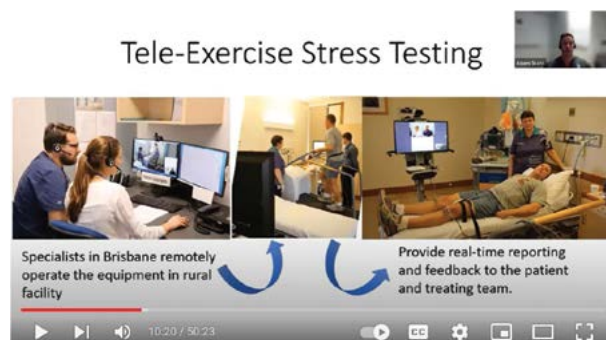 Tele-Exercise Stress Testing
Specialists in Brisbane remotely
operate the equipment in rural
facility
Provide real-time reporting
and feedback to the patient
and treating team.
10:20 / 50:23
CC